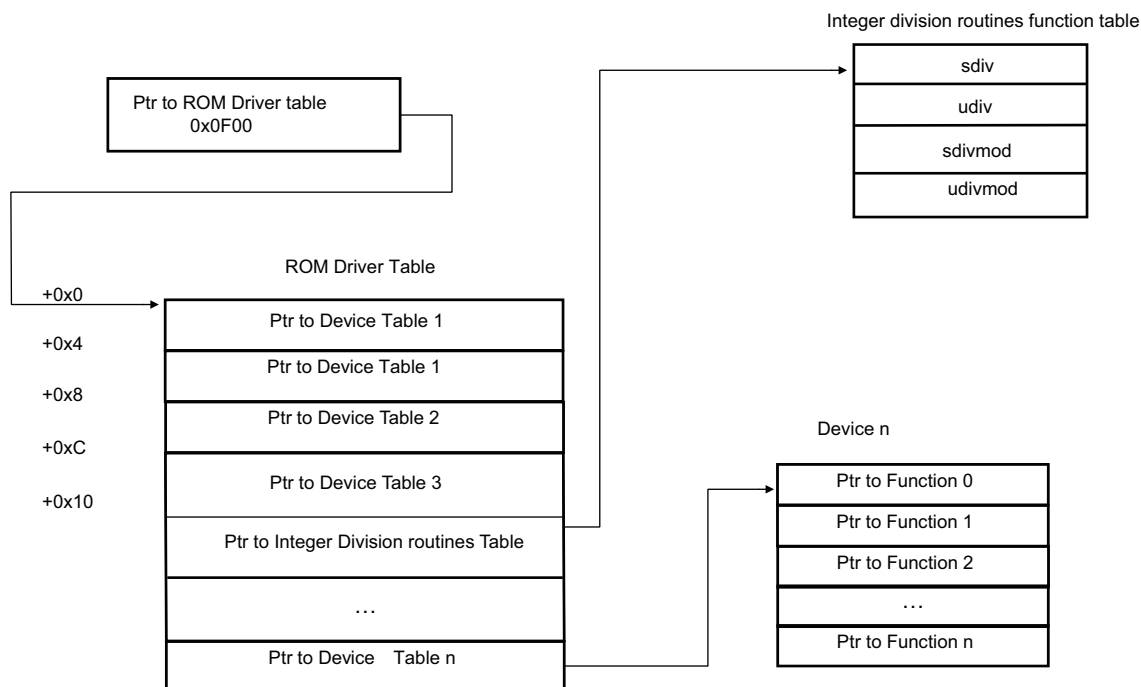 Integer division routines function table
sdiv
udiv
sdivmod
udivmod
Ptr to ROM Driver table
0x0F00
ROM Driver Table
+0x0
Ptr to Device Table 1
+0x4
Ptr to Device Table 1
+0x8
Ptr to Device Table 2
+0xC
Ptr to Device Table 3
+0x10
Ptr to Integer Division routines Table
...
Ptr to Device Table n
Device n
Ptr to Function 0
Ptr to Function 1
Ptr to Function 2
...
Ptr to Function n